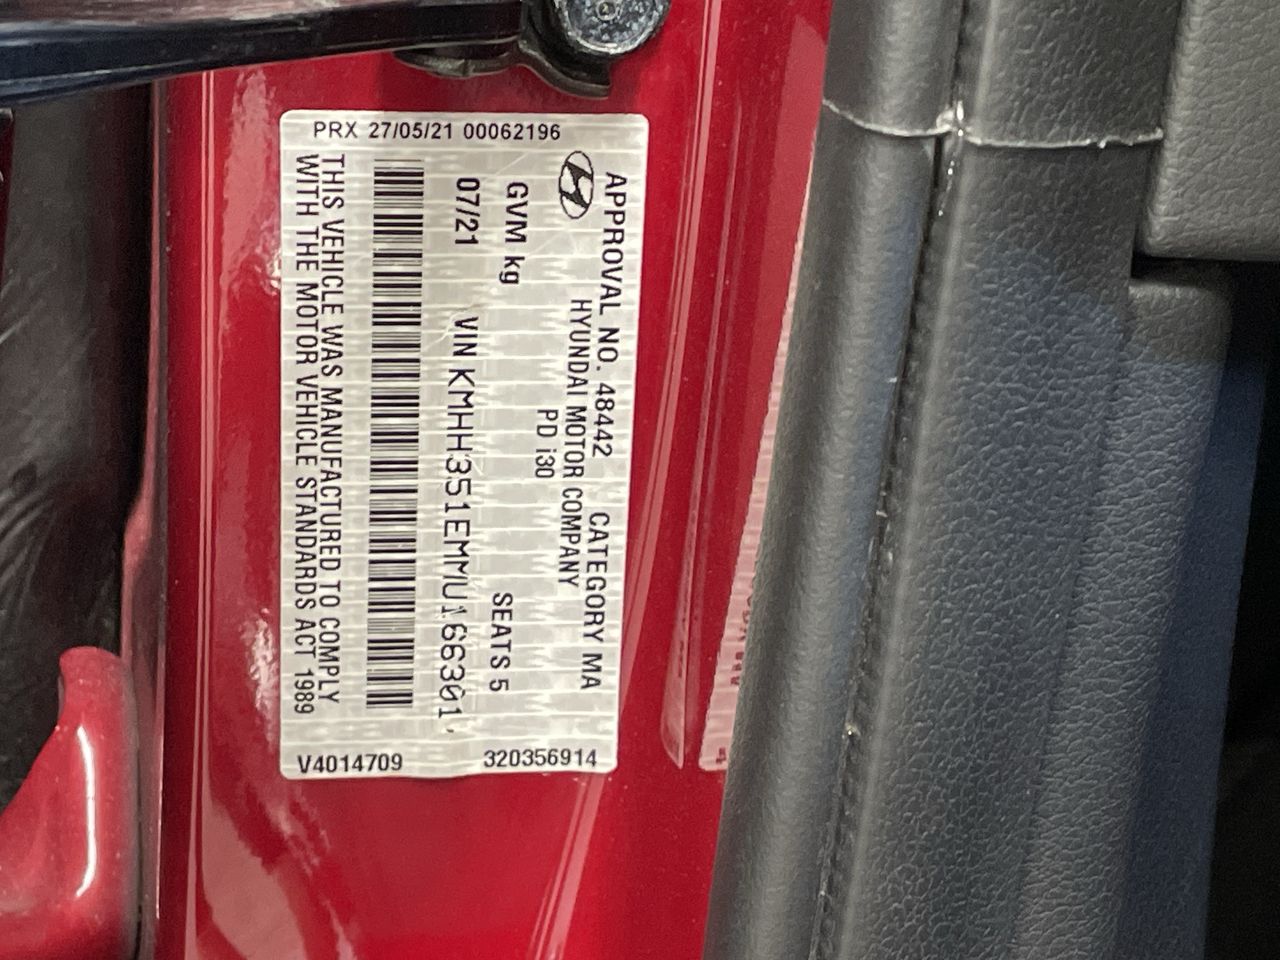 PRX 27/05/21 00062196
APPROVAL NO. 48442 CATEGORY MA
HYUNDAI MOTOR COMPANY
PD i30
GVM kg SEATS 5
07/21 VIN KMHH351EMMU166301
THIS VEHICLE WAS MANUFACTURED TO COMPLY
WITH THE MOTOR VEHICLE STANDARDS ACT 1989
V4014709 320356914